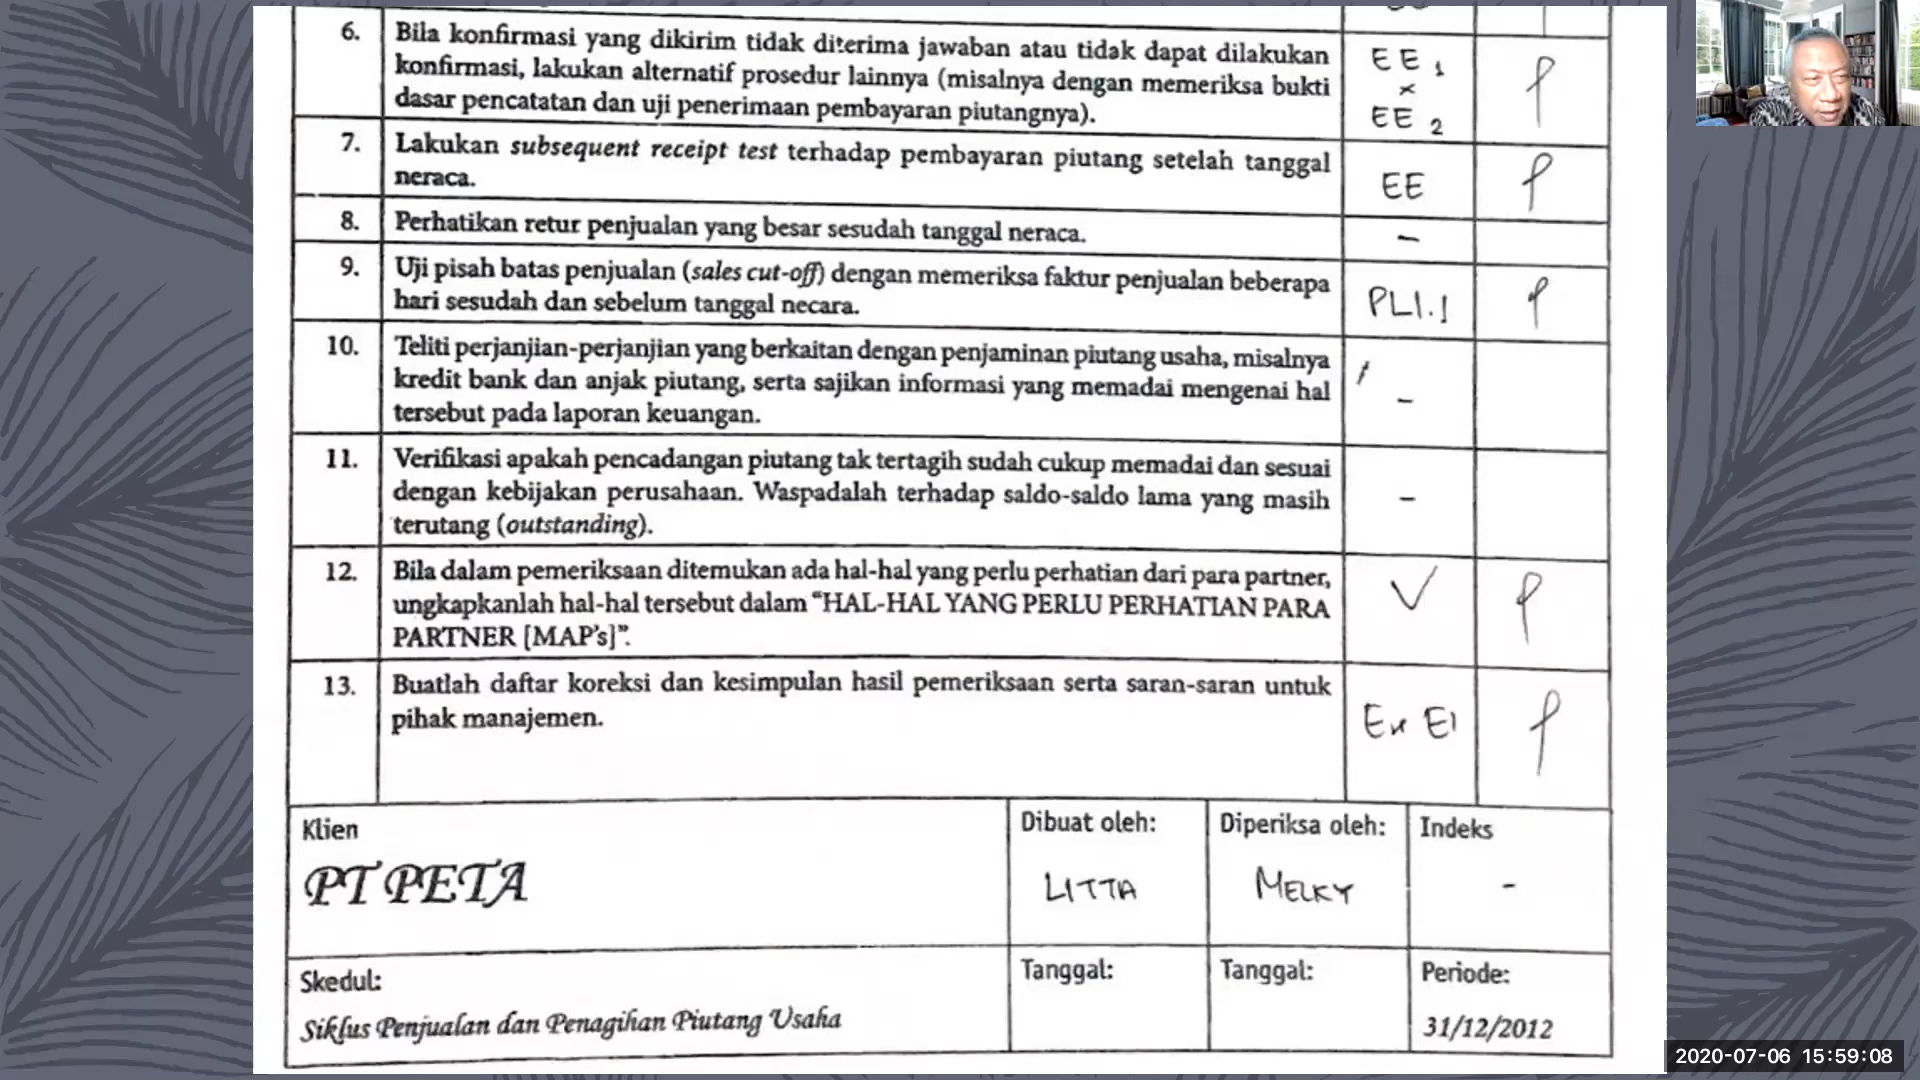 6. Bila konfirmasi yang dikirim tidak diterima jawaban atau tidak dapat dilakukan
konfirmasi, lakukan alternatif prosedur lainnya (misalnya dengan memeriksa bukti
dasar pencatatan dan uji penerimaan pembayaran piutangnya).
EE 1
x
EE 2
7. Lakukan subsequent receipt test terhadap pembayaran piutang setelah tanggal
neraca.
EE
8. Perhatikan retur penjualan yang besar sesudah tanggal neraca.
-
9. Uji pisah batas penjualan (sales cut-off) dengan memeriksa faktur penjualan beberapa
hari sesudah dan sebelum tanggal necara.
PL1.1
10. Teliti perjanjian-perjanjian yang berkaitan dengan penjaminan piutang usaha, misalnya
kredit bank dan anjak piutang, serta sajikan informasi yang memadai mengenai hal
tersebut pada laporan keuangan.
-
11. Verifikasi apakah pencadangan piutang tak tertagih sudah cukup memadai dan sesuai
dengan kebijakan perusahaan. Waspadalah terhadap saldo-saldo lama yang masih
terutang (outstanding).
-
12. Bila dalam pemeriksaan ditemukan ada hal-hal yang perlu perhatian dari para partner,
ungkapkanlah hal-hal tersebut dalam “HAL-HAL YANG PERLU PERHATIAN PARA
PARTNER [MAP’s]”.
13. Buatlah daftar koreksi dan kesimpulan hasil pemeriksaan serta saran-saran untuk
pihak manajemen.
Klien
PT PETA
Dibuat oleh:
LITTA
Diperiksa oleh:
MELKY
Indeks
-
Skedul:
Siklus Penjualan dan Penagihan Piutang Usaha
Tanggal:
Tanggal:
Periode:
31/12/2012
2020-07-06 15:59:08